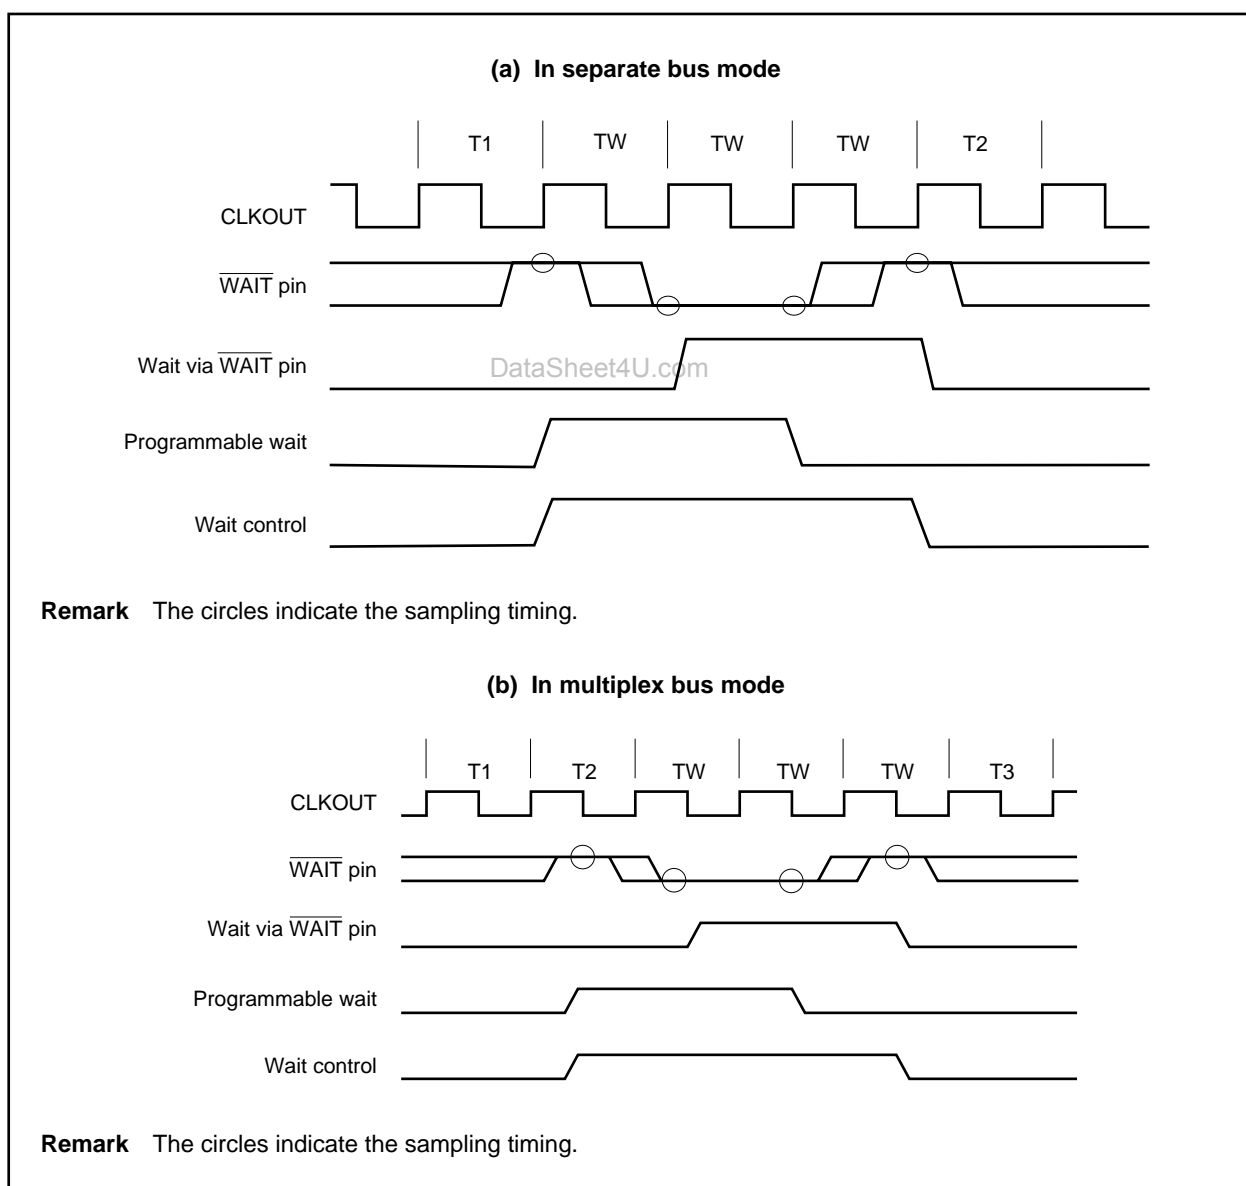 (a) In separate bus mode
T1 TW TW TW T2
CLKOUT
WAIT pin
Wait via WAIT pin
DataSheet4U.com
Programmable wait
Wait control
Remark The circles indicate the sampling timing.
(b) In multiplex bus mode
T1 T2 TW TW TW T3
CLKOUT
WAIT pin
Wait via WAIT pin
Programmable wait
Wait control
Remark The circles indicate the sampling timing.